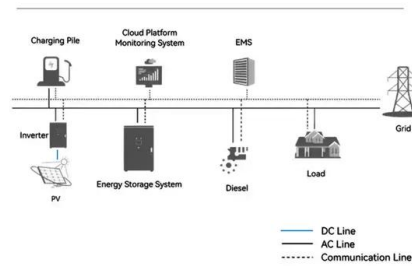 Charging Pile
Cloud Platform
Monitoring System
EMS
Grid
Inverter
PV
Energy Storage System
Diesel
Load
DC Line
AC Line
Communication Line